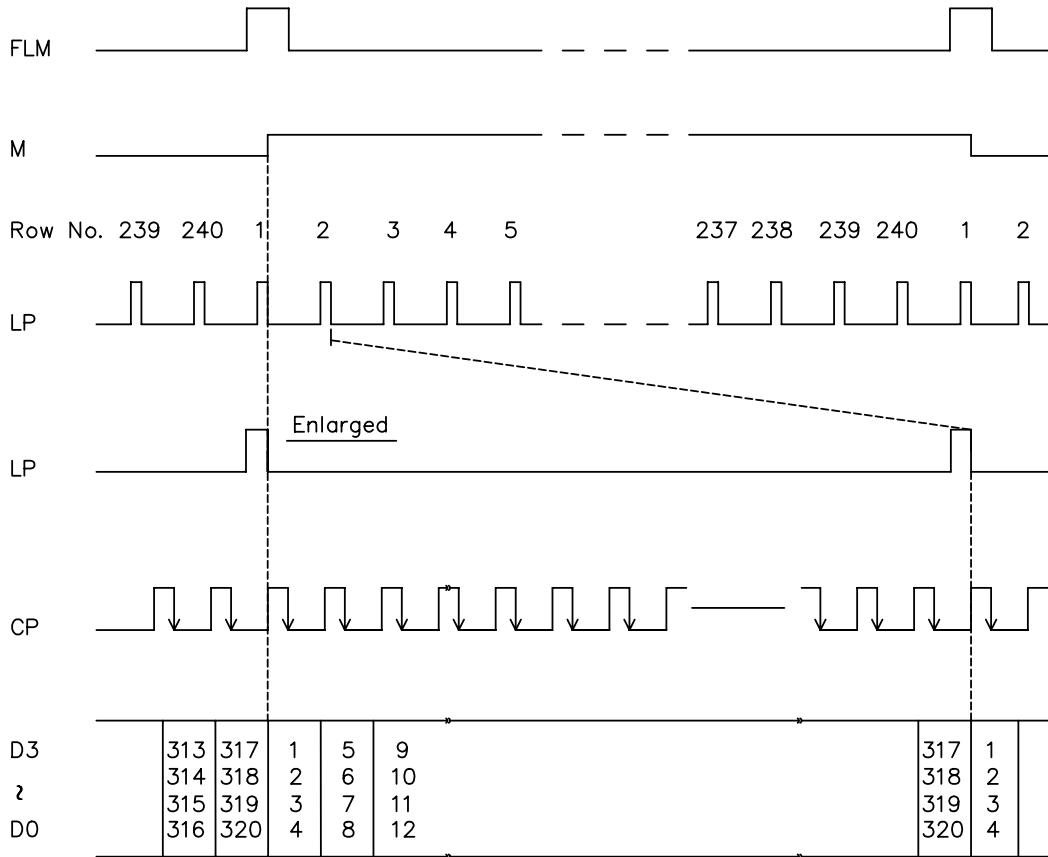 FLM
M
Row No. 239 240 1 2 3 4 5 237 238 239 240 1 2
LP
Enlarged
LP
CP
D3 313 317 1 5 9 317 1
314 318 2 6 10 318 2
~ 315 319 3 7 11 319 3
D0 316 320 4 8 12 320 4